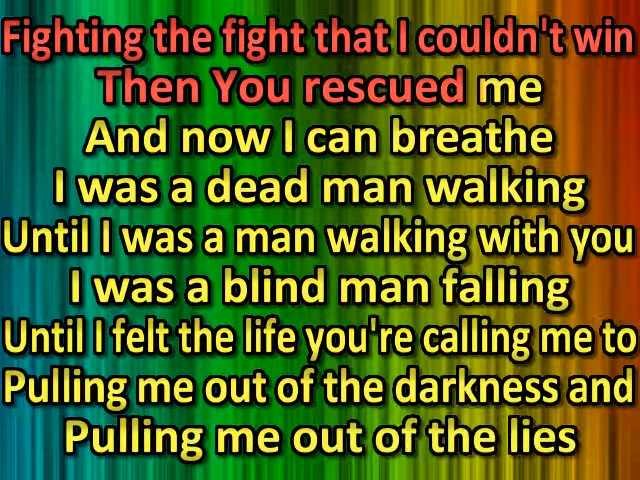 Fighting the fight that I couldn't win
Then You rescued me
And now I can breathe
I was a dead man walking
Until I was a man walking with you
I was a blind man falling
Until I felt the life you're calling me to
Pulling me out of the darkness and
Pulling me out of the lies